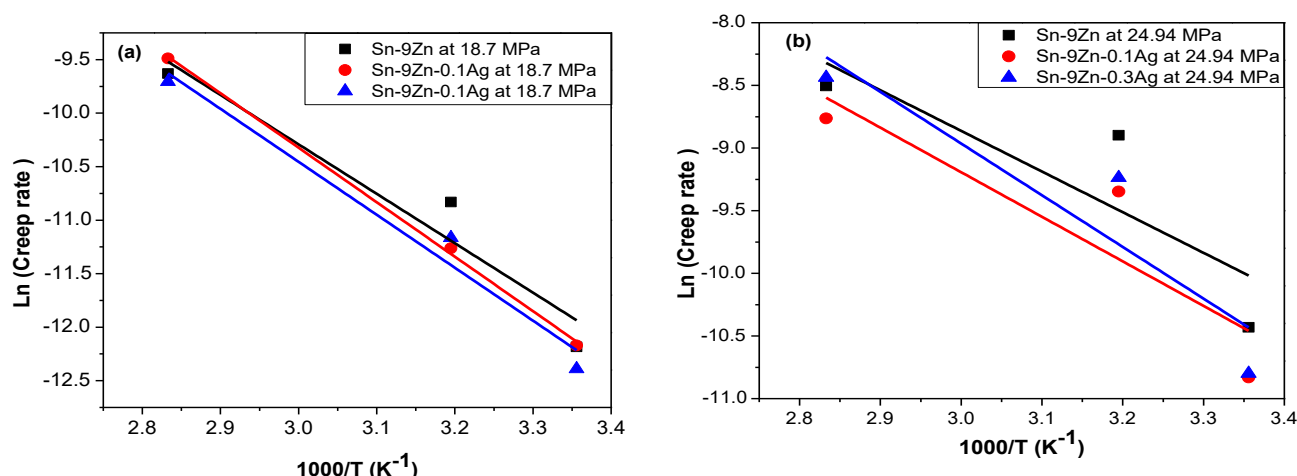 (a)
Sn-9Zn at 18.7 MPa
Sn-9Zn-0.1Ag at 18.7 MPa
Sn-9Zn-0.1Ag at 18.7 MPa
Ln (Creep rate )
-9.5
-10.0
-10.5
-11.0
-11.5
-12.0
-12.5
2.8 2.9 3.0 3.1 3.2 3.3 3.4
1000/T (K⁻¹)
(b)
Sn-9Zn at 24.94 MPa
Sn-9Zn-0.1Ag at 24.94 MPa
Sn-9Zn-0.3Ag at 24.94 MPa
Ln (Creep rate )
-8.0
-8.5
-9.0
-9.5
-10.0
-10.5
-11.0
2.8 2.9 3.0 3.1 3.2 3.3 3.4
1000/T (K⁻¹)